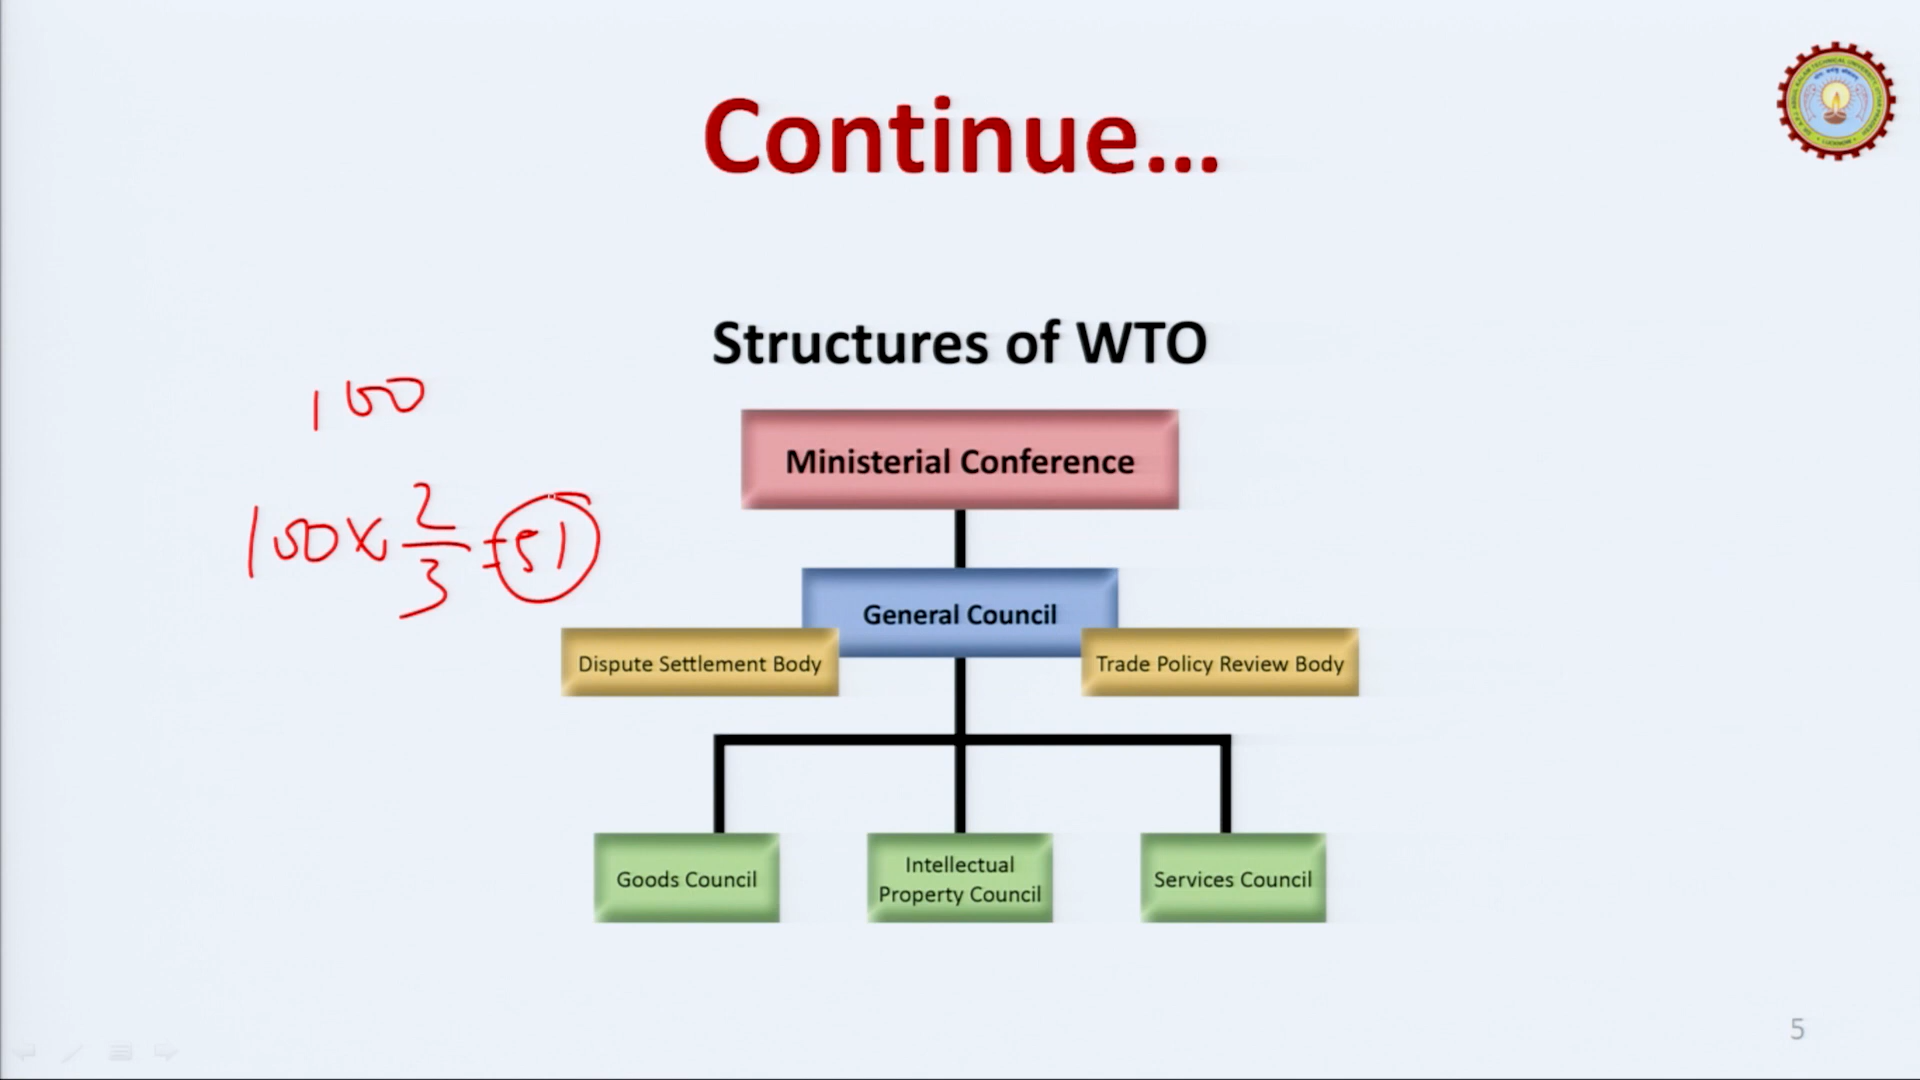 Continue...
Structures of WTO
100
100 x 2/3 = 51
Ministerial Conference
General Council
Dispute Settlement Body
Trade Policy Review Body
Goods Council
Intellectual
Property Council
Services Council
5